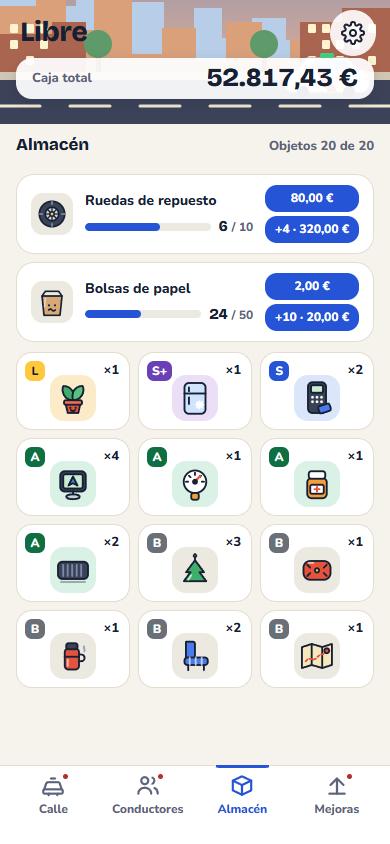 Libre
Caja total 52.817,43 €
Almacén Objetos 20 de 20
Ruedas de repuesto
6 / 10
80,00 €
+4 · 320,00 €
Bolsas de papel
24 / 50
2,00 €
+10 · 20,00 €
L ×1
S+ ×1
S ×2
A ×4
A ×1
A ×1
A ×2
B ×3
B ×1
B ×1
B ×2
B ×1
Calle Conductores Almacén Mejoras